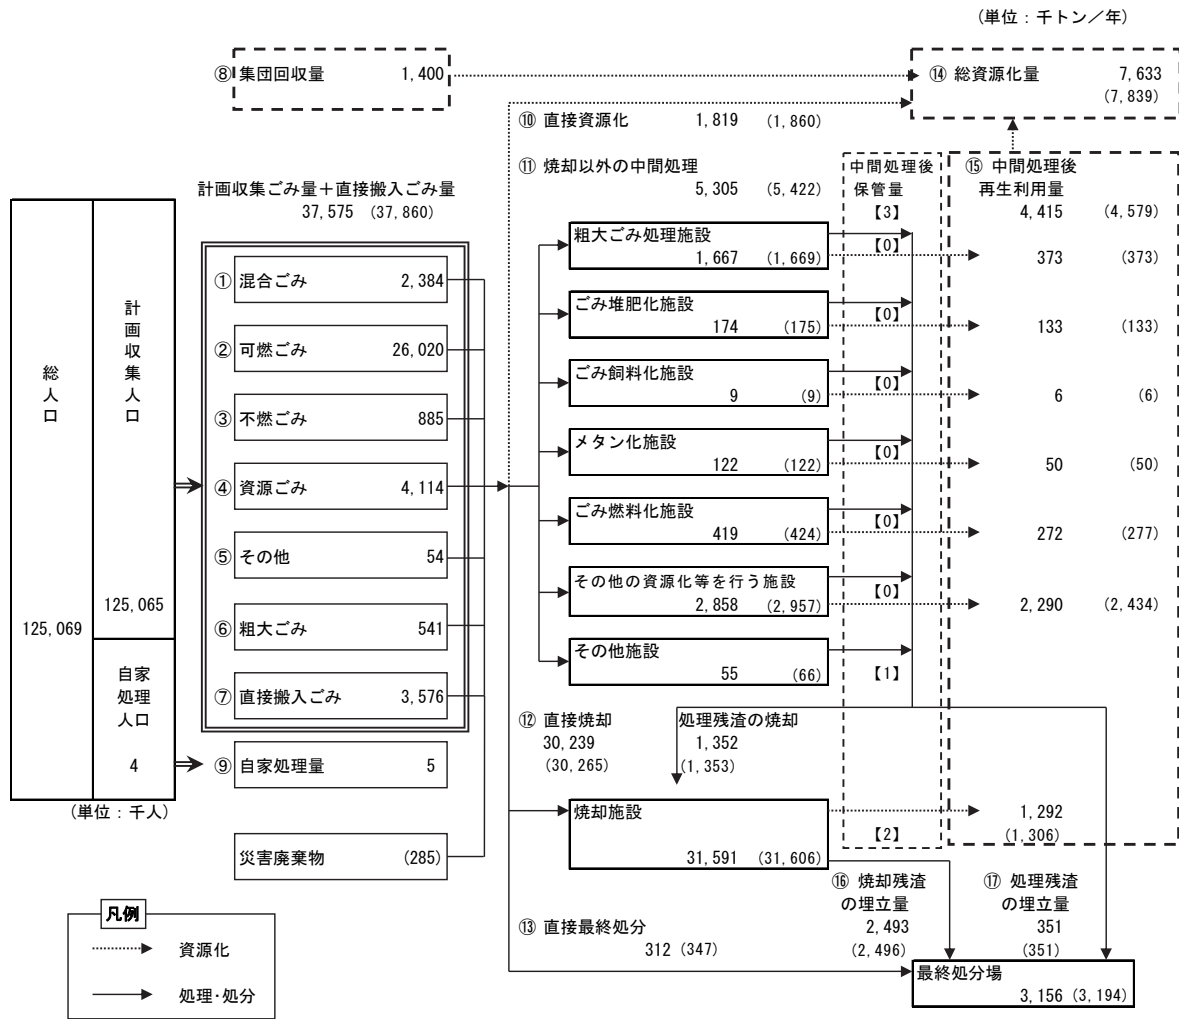 (単位:千トン/年)
⑧ 集団回収量 1,400
⑭ 総資源化量 7,633
(7,839)
⑩ 直接資源化 1,819 (1,860)
⑪ 焼却以外の中間処理
5,305 (5,422)
中間処理後
保管量
【3】
⑮ 中間処理後
再生利用量
4,415 (4,579)
計画収集ごみ量+直接搬入ごみ量
37,575 (37,860)
総人口
125,069
計画収集人口
125,065
自家
処理
人口
4
(単位:千人)
① 混合ごみ 2,384
② 可燃ごみ 26,020
③ 不燃ごみ 885
④ 資源ごみ 4,114
⑤ その他 54
⑥ 粗大ごみ 541
⑦ 直接搬入ごみ 3,576
⑨ 自家処理量 5
災害廃棄物 (285)
粗大ごみ処理施設
1,667 (1,669)
【0】
373 (373)
ごみ堆肥化施設
174 (175)
【0】
133 (133)
ごみ飼料化施設
9 (9)
【0】
6 (6)
メタン化施設
122 (122)
【0】
50 (50)
ごみ燃料化施設
419 (424)
【0】
272 (277)
その他の資源化等を行う施設
2,858 (2,957)
【0】
2,290 (2,434)
その他施設
55 (66)
【1】
⑫ 直接焼却
30,239
(30,265)
処理残渣の焼却
1,352
(1,353)
焼却施設
31,591 (31,606)
【2】
1,292
(1,306)
⑯ 焼却残渣
の埋立量
2,493
(2,496)
⑰ 処理残渣
の埋立量
351
(351)
⑬ 直接最終処分
312 (347)
最終処分場
3,156 (3,194)
凡例
資源化
処理・処分